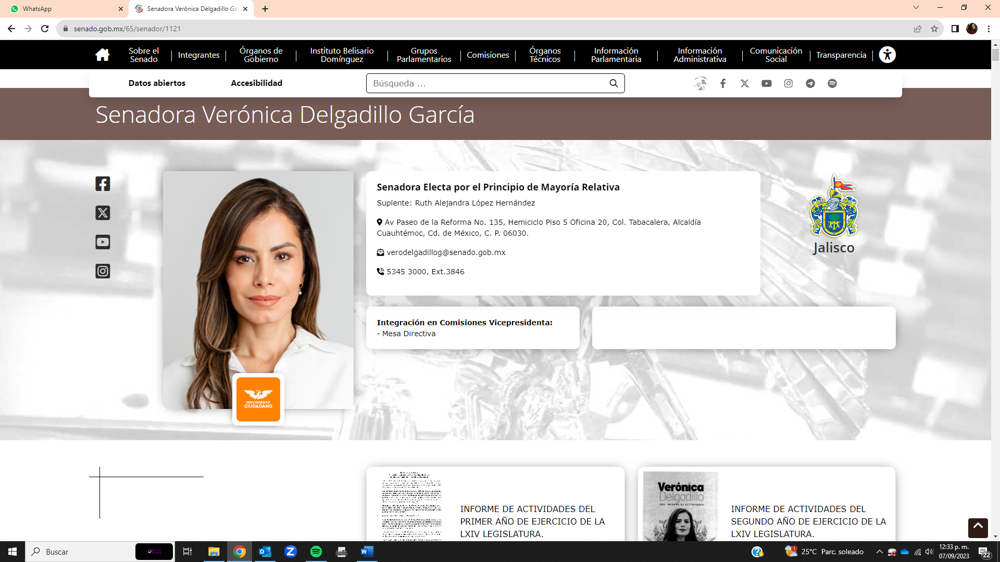 WhatsApp
Senadora Verónica Delgadillo Ga
senado.gob.mx/65/senador/1121
Sobre el Senado
Integrantes
Órganos de Gobierno
Instituto Belisario Domínguez
Grupos Parlamentarios
Comisiones
Órganos Técnicos
Información Parlamentaria
Información Administrativa
Comunicación Social
Transparencia
Datos abiertos
Accesibilidad
Búsqueda ...
Senadora Verónica Delgadillo García
Senadora Electa por el Principio de Mayoría Relativa
Suplente: Ruth Alejandra López Hernández
Av Paseo de la Reforma No. 135, Hemiciclo Piso 5 Oficina 20, Col. Tabacalera, Alcaldía
Cuauhtémoc, Cd. de México, C. P. 06030.
verodelgadillog@senado.gob.mx
5345 3000, Ext.3846
Jalisco
Integración en Comisiones Vicepresidenta:
- Mesa Directiva
MOVIMIENTO
CIUDADANO
INFORME DE ACTIVIDADES DEL
PRIMER AÑO DE EJERCICIO DE LA
LXIV LEGISLATURA.
Verónica
Delgadillo
2DO. INFORME DE ACTIVIDADES
INFORME DE ACTIVIDADES DEL
SEGUNDO AÑO DE EJERCICIO DE LA
LXIV LEGISLATURA.
Buscar
1
25°C Parc. soleado
12:33 p. m.
07/09/2023
22